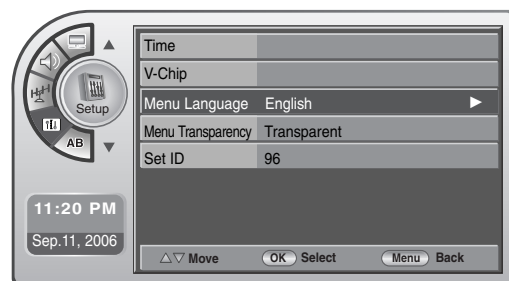 Setup
AB
11:20 PM
Sep.11, 2006
Time
V-Chip
Menu Language English
Menu Transparency Transparent
Set ID 96
Move OK Select Menu Back